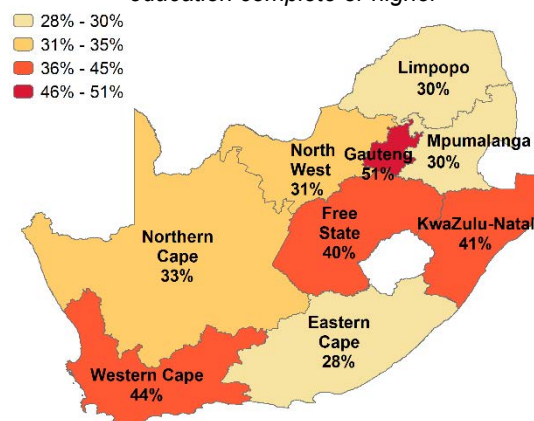 education complete or higher
28% - 30%
31% - 35%
36% - 45%
46% - 51%
Limpopo
30%
Mpumalanga
30%
Gauteng
51%
North
West
31%
Free
State
40%
KwaZulu-Natal
41%
Northern
Cape
33%
Eastern
Cape
28%
Western Cape
44%